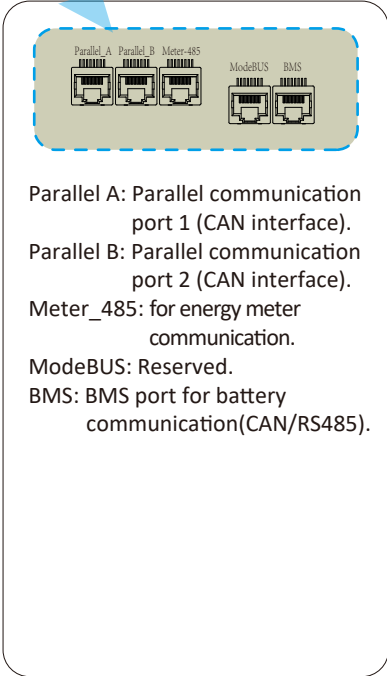 Parallel_A Parallel_B Meter-485
ModeBUS BMS
Parallel A: Parallel communication
port 1 (CAN interface).
Parallel B: Parallel communication
port 2 (CAN interface).
Meter_485: for energy meter
communication.
ModeBUS: Reserved.
BMS: BMS port for battery
communication(CAN/RS485).